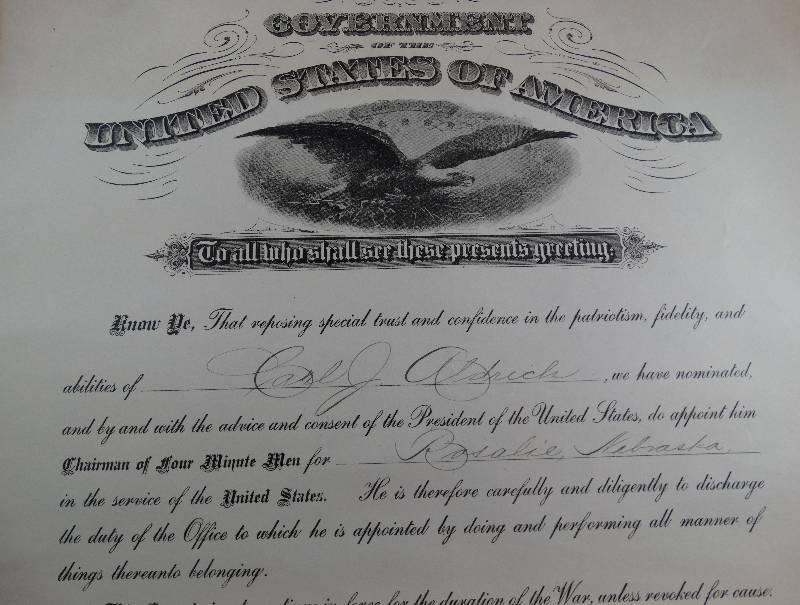 GOVERNMENT
OF THE
UNITED STATES OF AMERICA
To all who shall see these presents greeting.
Know Ye, That reposing special trust and confidence in the patriotism, fidelity, and
abilities of Carl J. Aldrich, we have nominated,
and by and with the advice and consent of the President of the United States, do appoint him
Chairman of Four Minute Men for Rosalie, Nebraska.
in the service of the United States. He is therefore carefully and diligently to discharge
the duty of the Office to which he is appointed by doing and performing all manner of
things thereunto belonging.
in force for the duration of the War, unless revoked for cause.